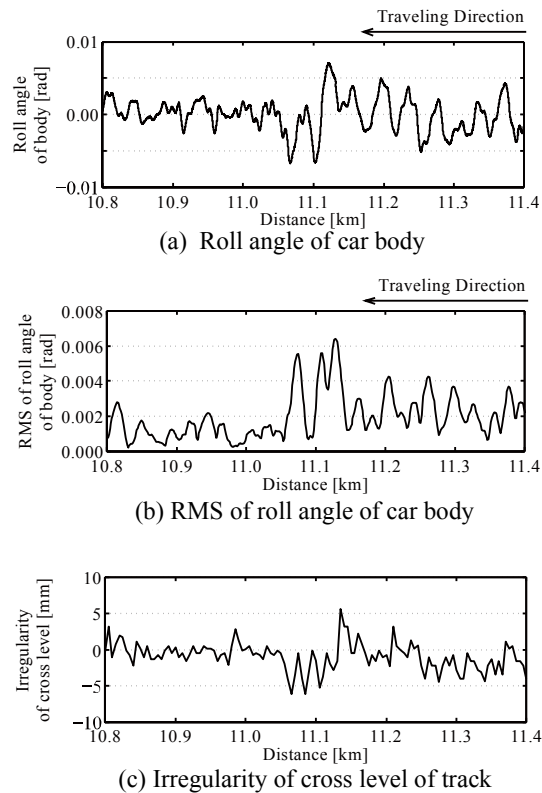 Traveling Direction
0.01
0.00
−0.01
Roll angle
of body [rad]
10.8 10.9 11.0 11.1 11.2 11.3 11.4
Distance [km]
(a) Roll angle of car body
Traveling Direction
0.008
0.006
0.004
0.002
0.000
RMS of roll angle
of body [rad]
10.8 10.9 11.0 11.1 11.2 11.3 11.4
Distance [km]
(b) RMS of roll angle of car body
10
5
0
−5
−10
Irregularity
of cross level [mm]
10.8 10.9 11.0 11.1 11.2 11.3 11.4
Distance [km]
(c) Irregularity of cross level of track